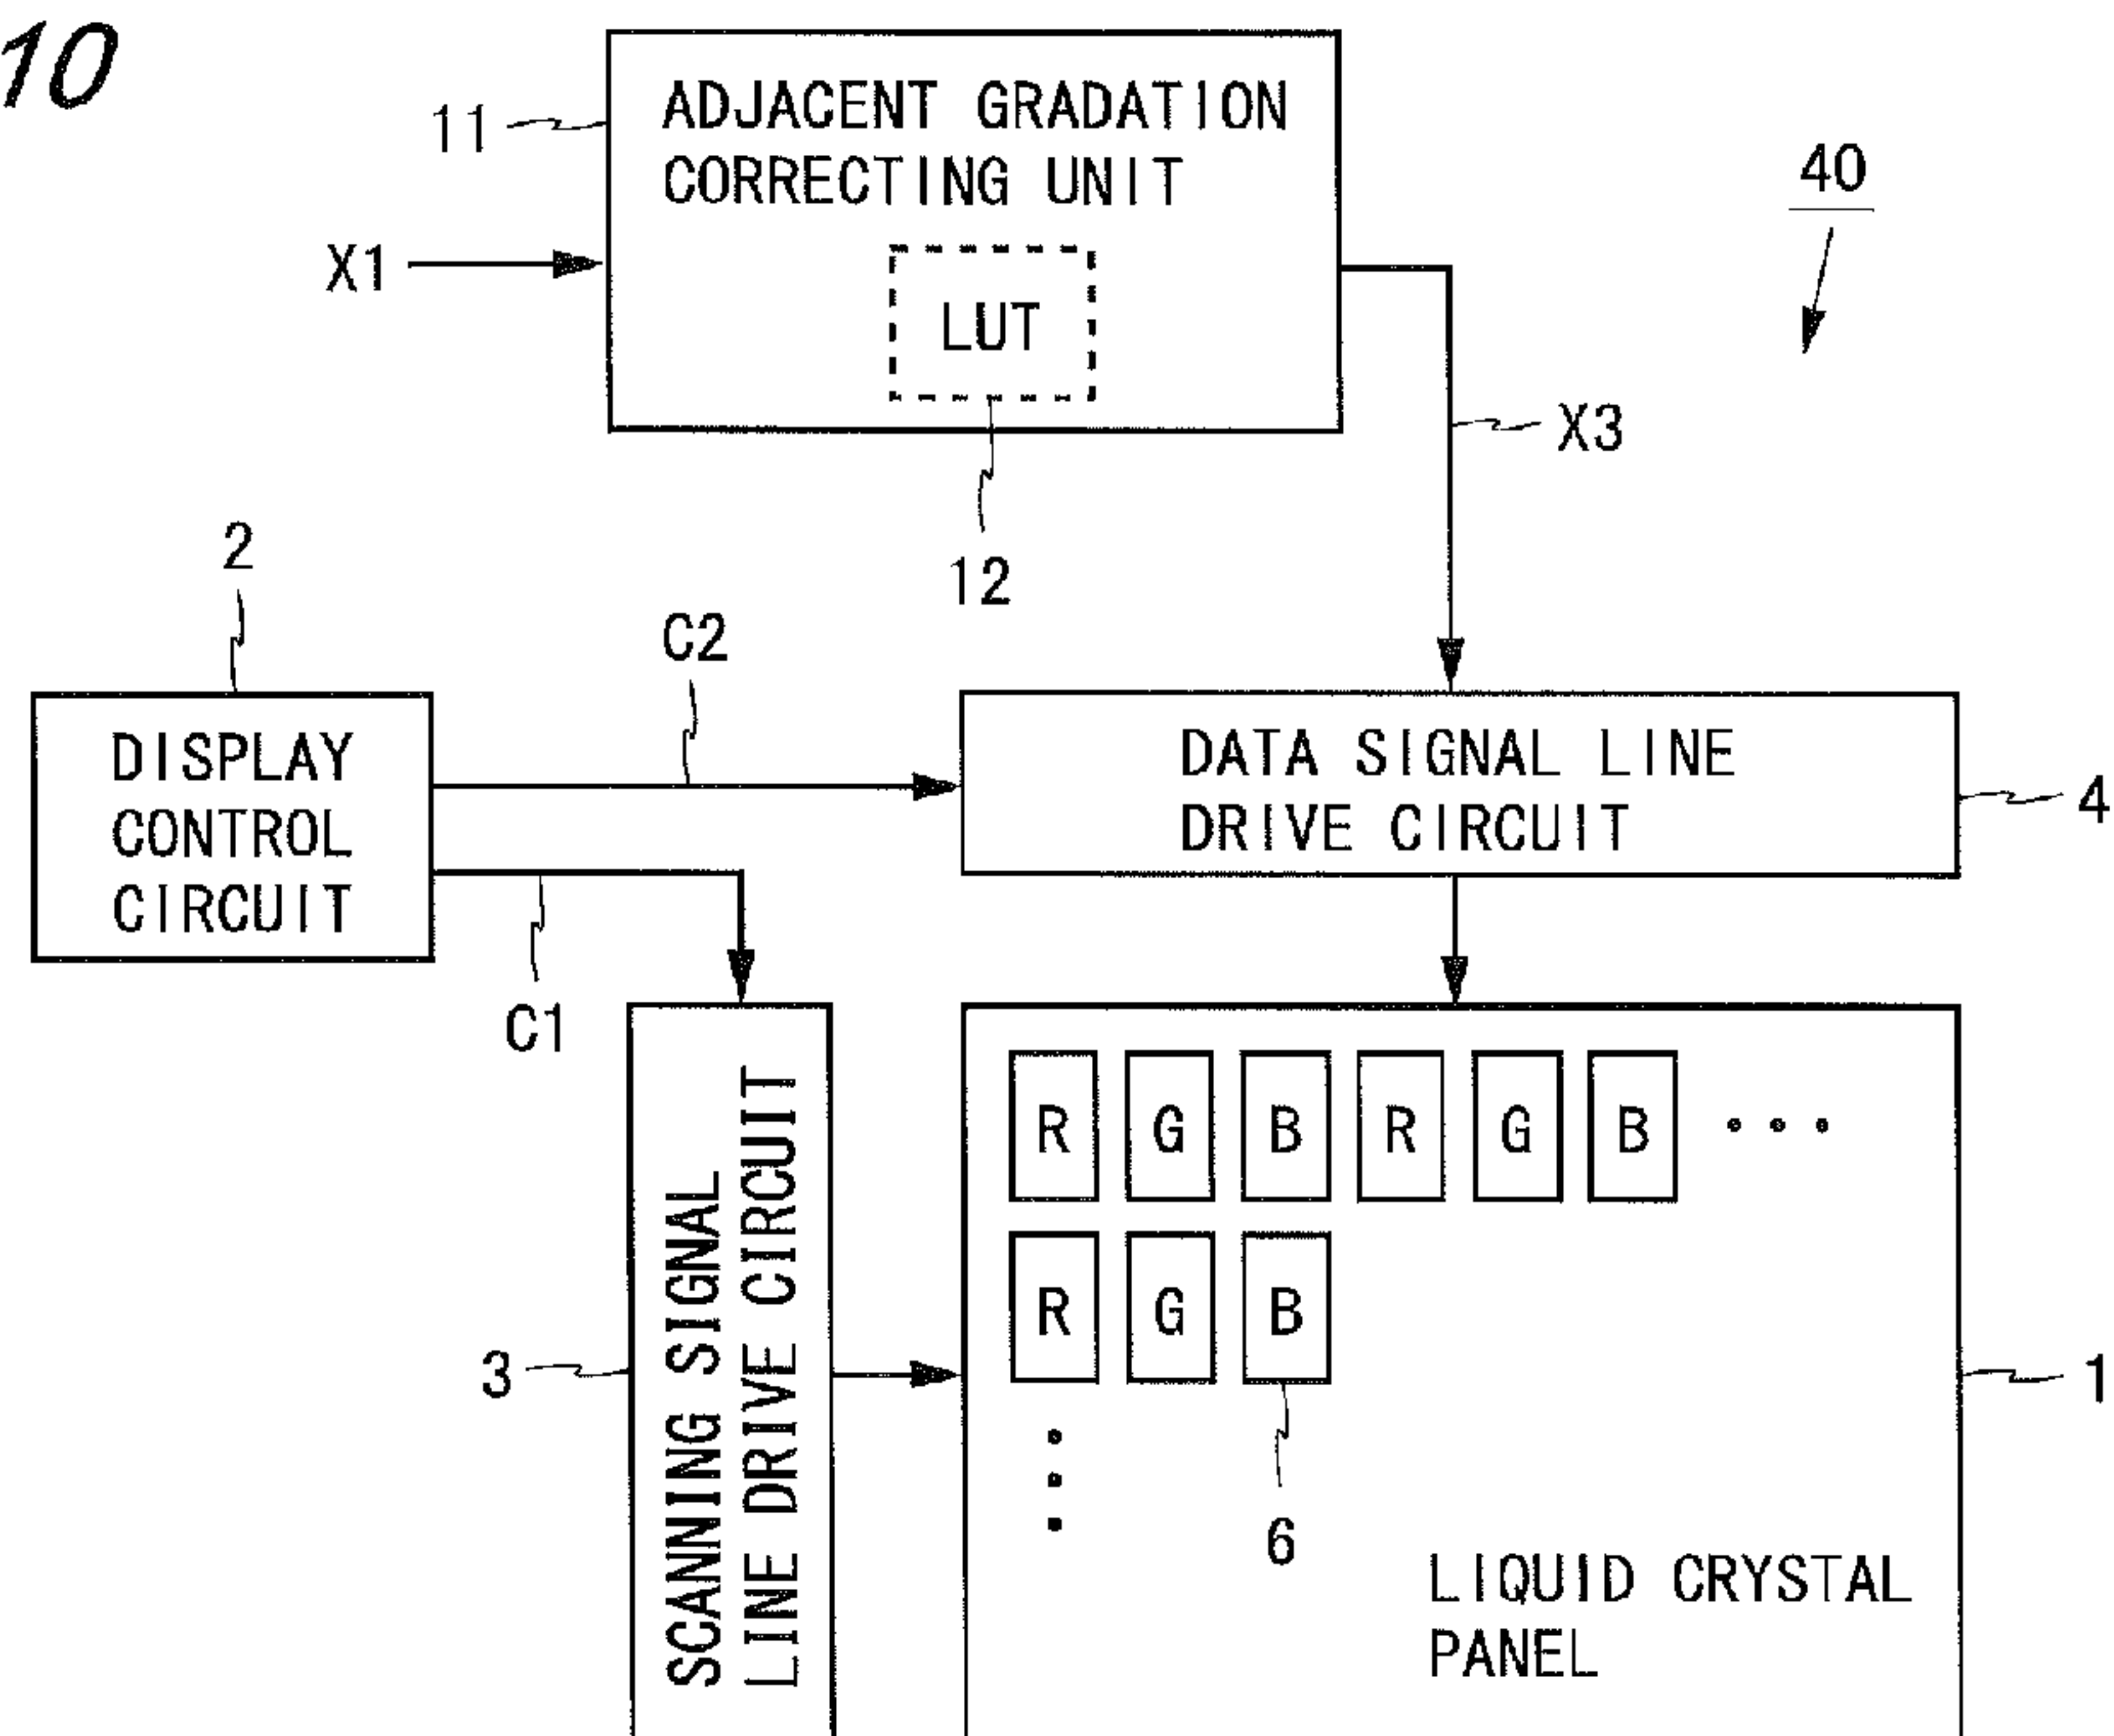 10
11
ADJACENT GRADATION
CORRECTING UNIT
40
X1
LUT
X3
2
12
C2
DISPLAY
CONTROL
CIRCUIT
DATA SIGNAL LINE
DRIVE CIRCUIT
4
C1
R G B R G B
SCANNING SIGNAL
LINE DRIVE CIRCUIT
R G B
3
1
6
LIQUID CRYSTAL
PANEL